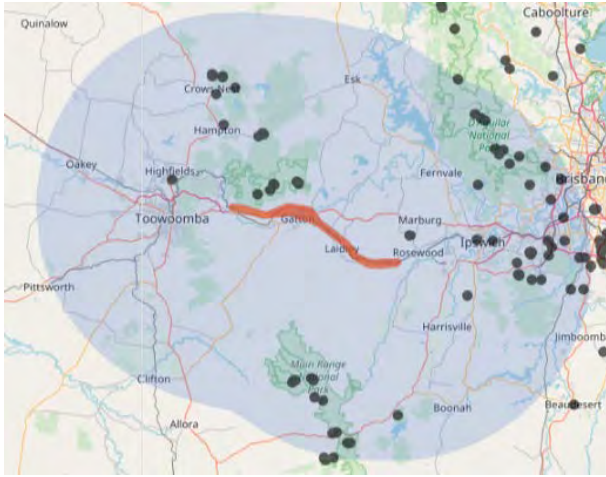 Quinalow
Caboolture
Esk
Crows Nest
D'Aguilar
National
Park
Hampton
Oakey
Highfields
Fernvale
Brisbane
Toowoomba
Gatton
Marburg
Laidley
Rosewood
Ipswich
Pittsworth
Harrisville
Jimboomb
Main Range
National
Park
Clifton
Boonah
Beaudesert
Allora